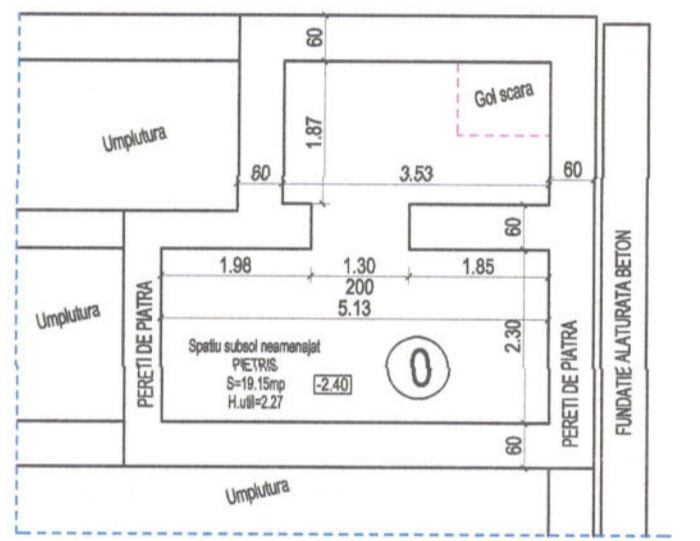 60
Gol scara
Umplutura
1.87
60
3.53
60
60
1.98
1.30
1.85
200
5.13
Umplutura
PERETI DE PIATRA
Spatiu subsol neamenajat
PIETRIS
S=19.15mp
-2.40
H.util=2.27
0
2.30
PERETI DE PIATRA
FUNDATIE ALATURATA BETON
60
Umplutura